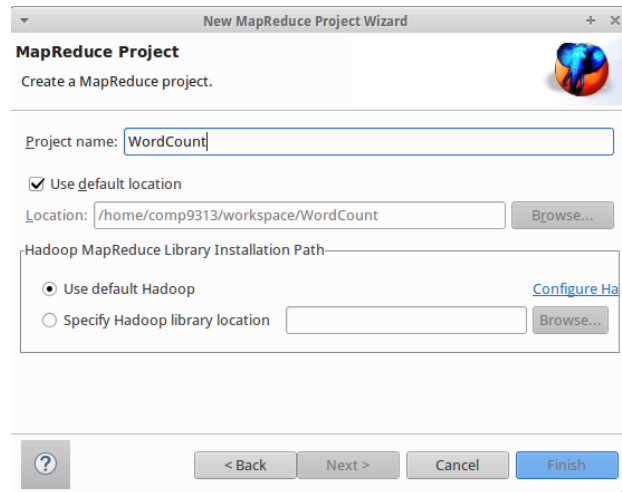 New MapReduce Project Wizard
MapReduce Project
Create a MapReduce project.
Project name: WordCount
Use default location
Location: /home/comp9313/workspace/WordCount Browse...
Hadoop MapReduce Library Installation Path
Use default Hadoop Configure Ha
Specify Hadoop library location Browse...
? < Back Next > Cancel Finish